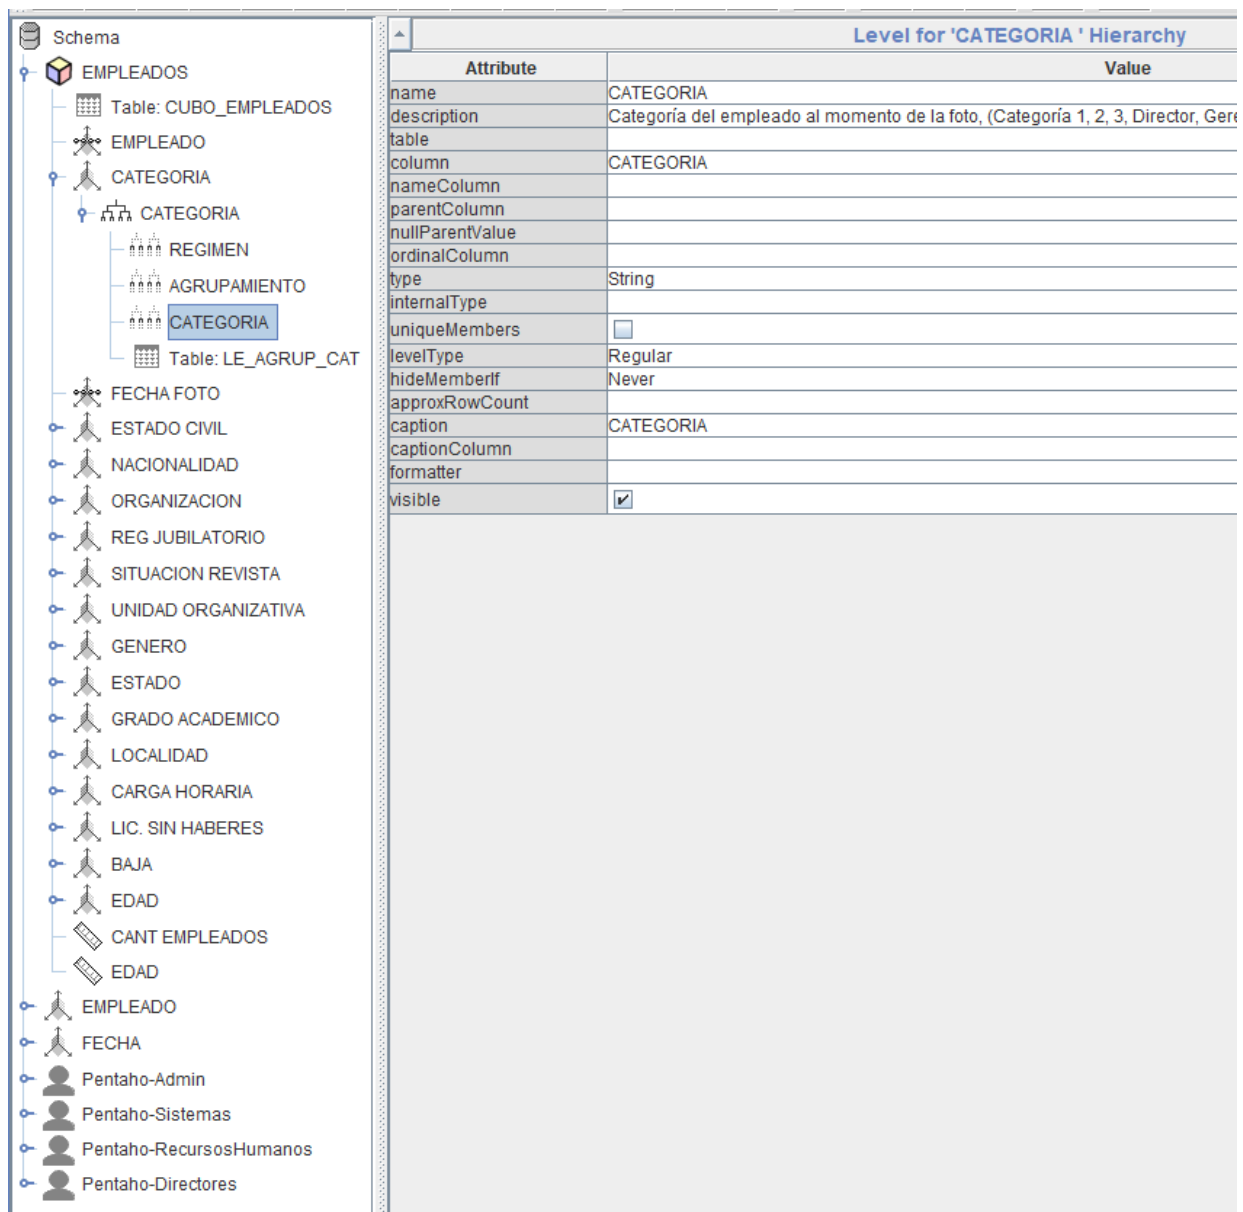 Schema
EMPLEADOS
Table: CUBO_EMPLEADOS
EMPLEADO
CATEGORIA
CATEGORIA
REGIMEN
AGRUPAMIENTO
CATEGORIA
Table: LE_AGRUP_CAT
FECHA FOTO
ESTADO CIVIL
NACIONALIDAD
ORGANIZACION
REG JUBILATORIO
SITUACION REVISTA
UNIDAD ORGANIZATIVA
GENERO
ESTADO
GRADO ACADEMICO
LOCALIDAD
CARGA HORARIA
LIC. SIN HABERES
BAJA
EDAD
CANT EMPLEADOS
EDAD
EMPLEADO
FECHA
Pentaho-Admin
Pentaho-Sistemas
Pentaho-RecursosHumanos
Pentaho-Directores
Level for 'CATEGORIA ' Hierarchy
Attribute Value
name CATEGORIA
description Categoría del empleado al momento de la foto, (Categoría 1, 2, 3, Director, Gere
table
column CATEGORIA
nameColumn
parentColumn
nullParentValue
ordinalColumn
type String
internalType
uniqueMembers
levelType Regular
hideMemberIf Never
approxRowCount
caption CATEGORIA
captionColumn
formatter
visible